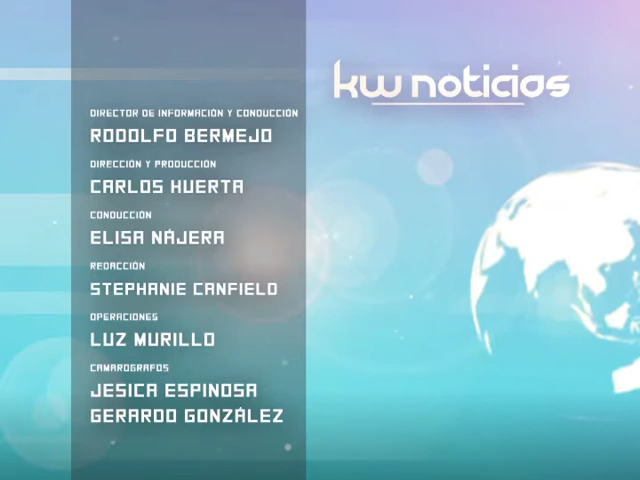 kw noticias
DIRECTOR DE INFORMACIÓN Y CONDUCCIÓN
RODOLFO BERMEJO
DIRECCIÓN Y PRODUCCIÓN
CARLOS HUERTA
CONDUCCIÓN
ELISA NÁJERA
REDACCIÓN
STEPHANIE CANFIELD
OPERACIONES
LUZ MURILLO
CAMAROGRAFOS
JESICA ESPINOSA
GERARDO GONZÁLEZ